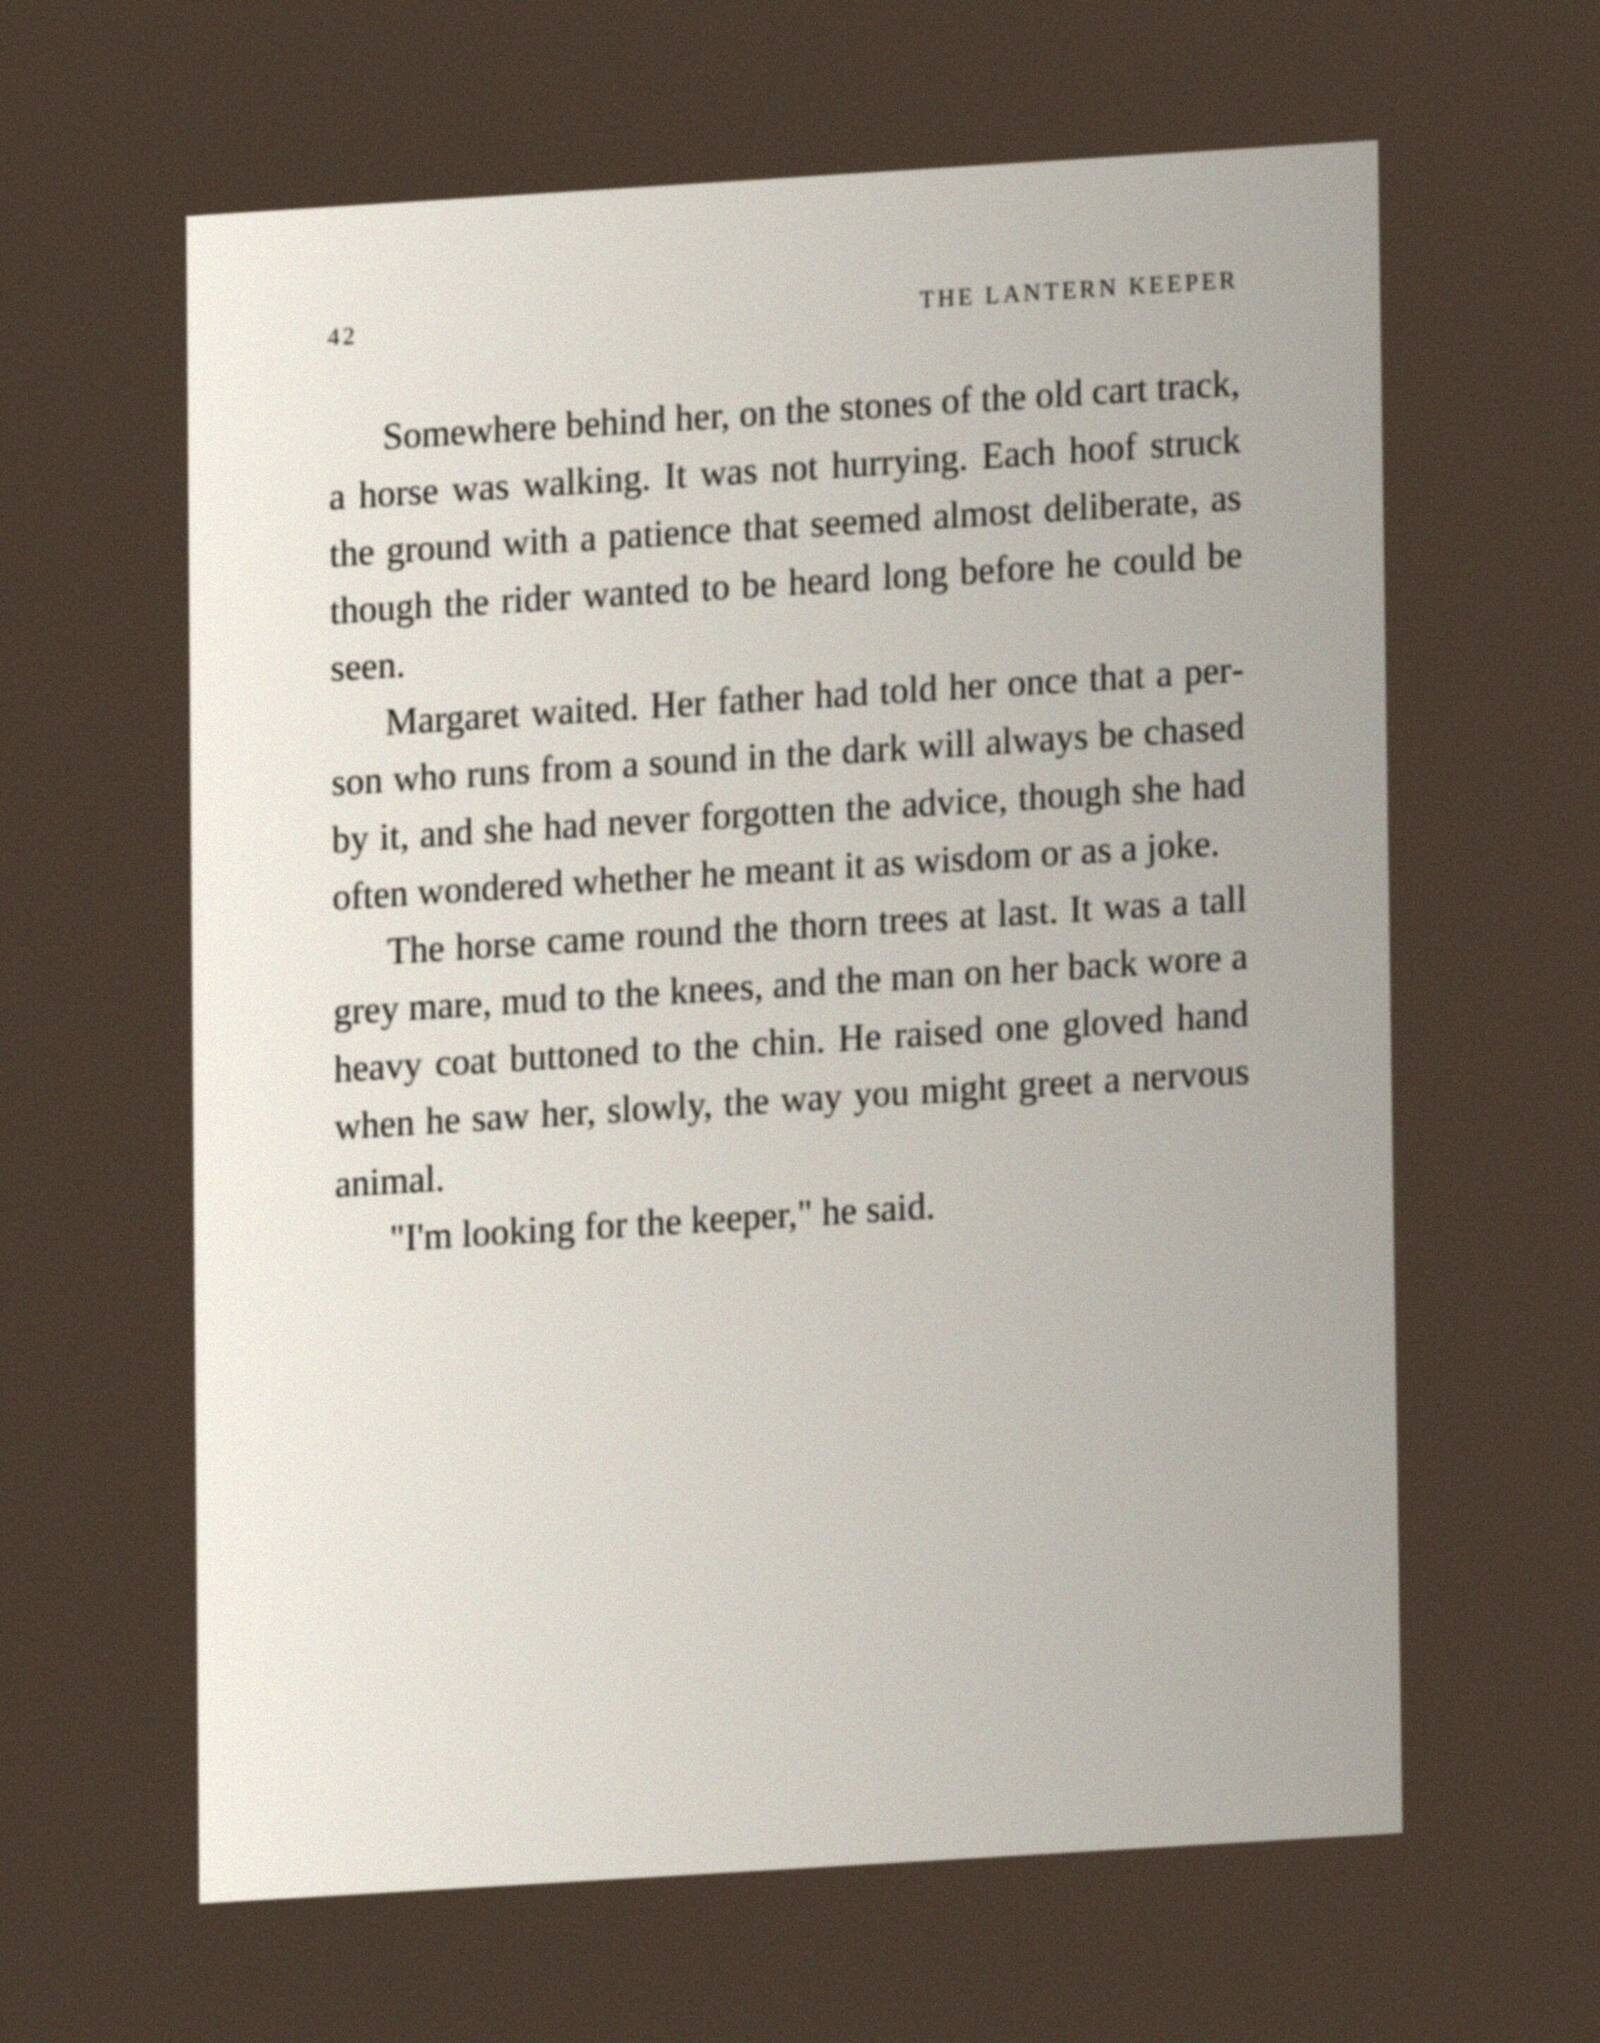 42
THE LANTERN KEEPER
Somewhere behind her, on the stones of the old cart track,
a horse was walking. It was not hurrying. Each hoof struck
the ground with a patience that seemed almost deliberate, as
though the rider wanted to be heard long before he could be
seen.
Margaret waited. Her father had told her once that a per-
son who runs from a sound in the dark will always be chased
by it, and she had never forgotten the advice, though she had
often wondered whether he meant it as wisdom or as a joke.
The horse came round the thorn trees at last. It was a tall
grey mare, mud to the knees, and the man on her back wore a
heavy coat buttoned to the chin. He raised one gloved hand
when he saw her, slowly, the way you might greet a nervous
animal.
"I'm looking for the keeper," he said.